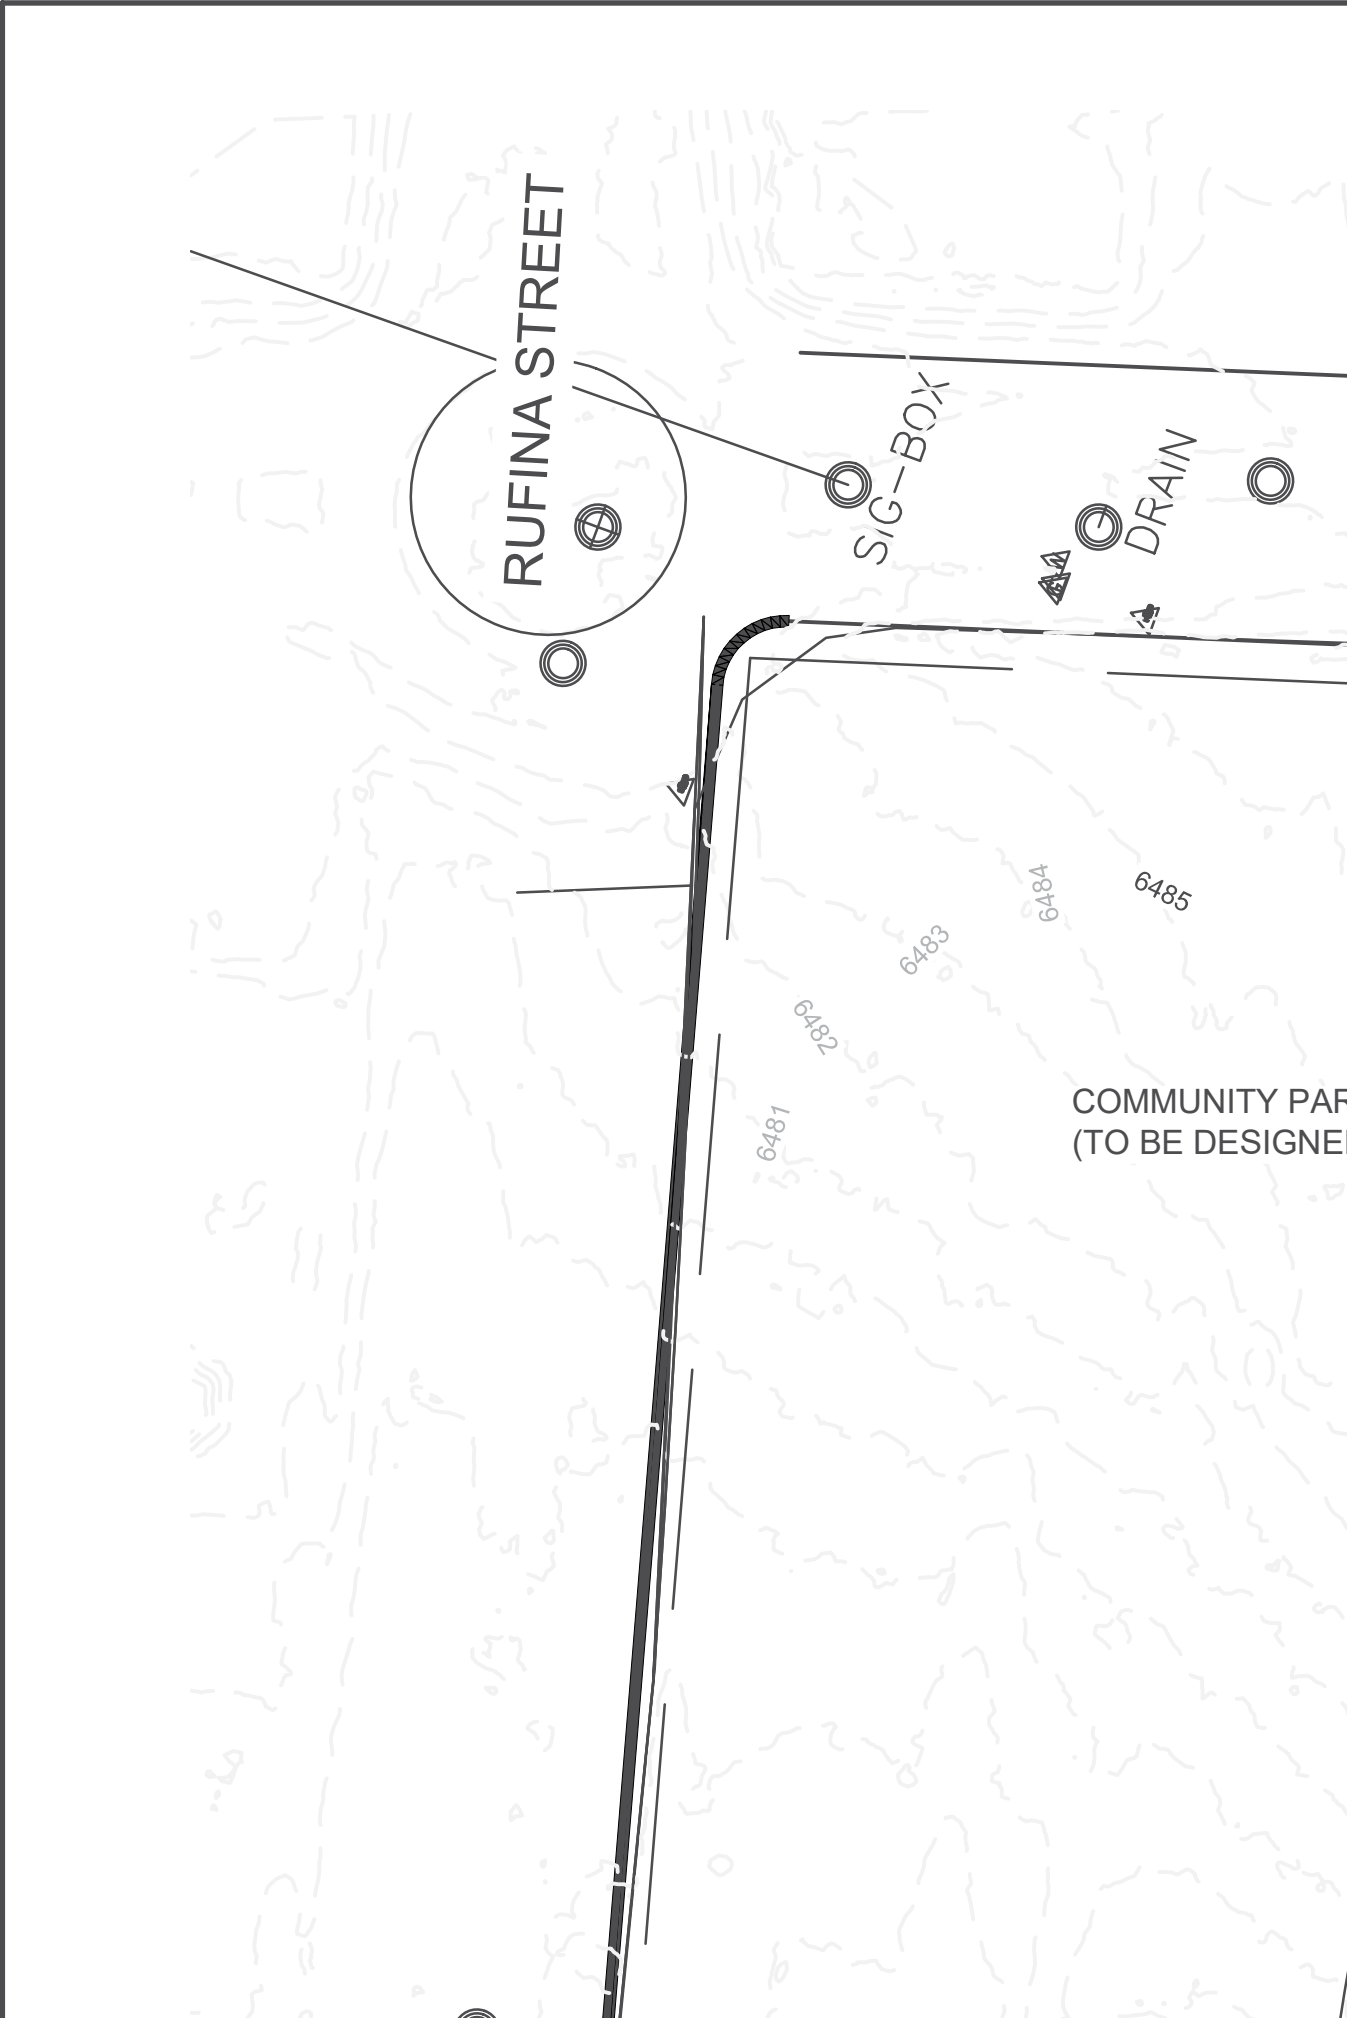 RUFINA STREET
SIG-BOX
DRAIN
6485
6484
6483
6482
6481
COMMUNITY PAR
(TO BE DESIGNE